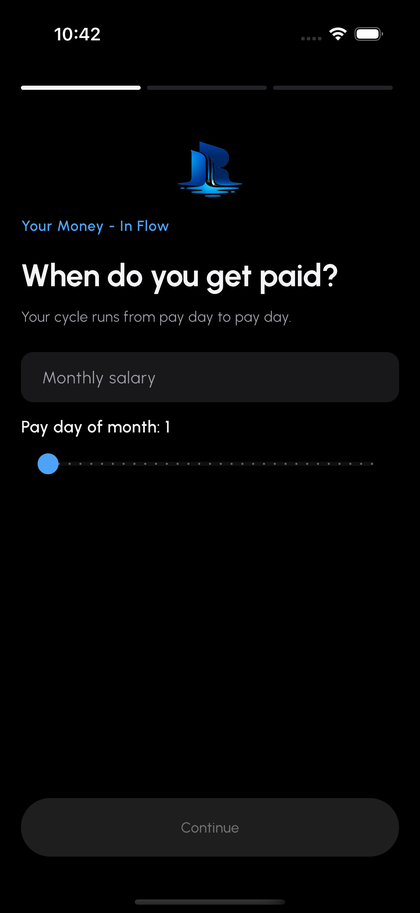 10:42
Your Money - In Flow
When do you get paid?
Your cycle runs from pay day to pay day.
Monthly salary
Pay day of month: 1
Continue